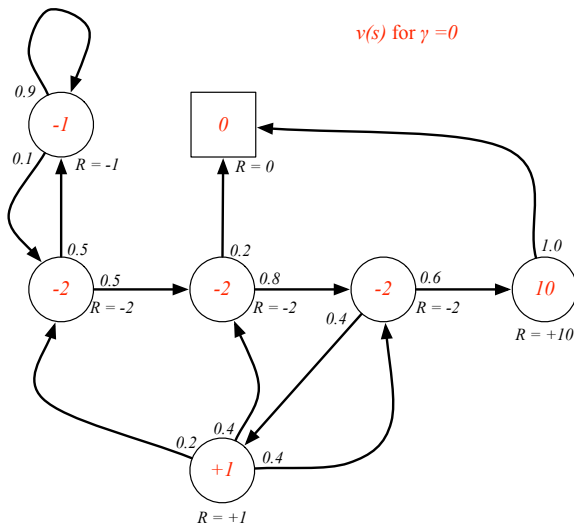 v(s) for γ =0
0.9
-1
0
0.1
R = -1
R = 0
0.5
0.2
1.0
-2
0.5
-2
0.8
-2
0.6
10
R = -2
R = -2
0.4
R = -2
R = +10
0.2
0.4
0.4
+1
R = +1